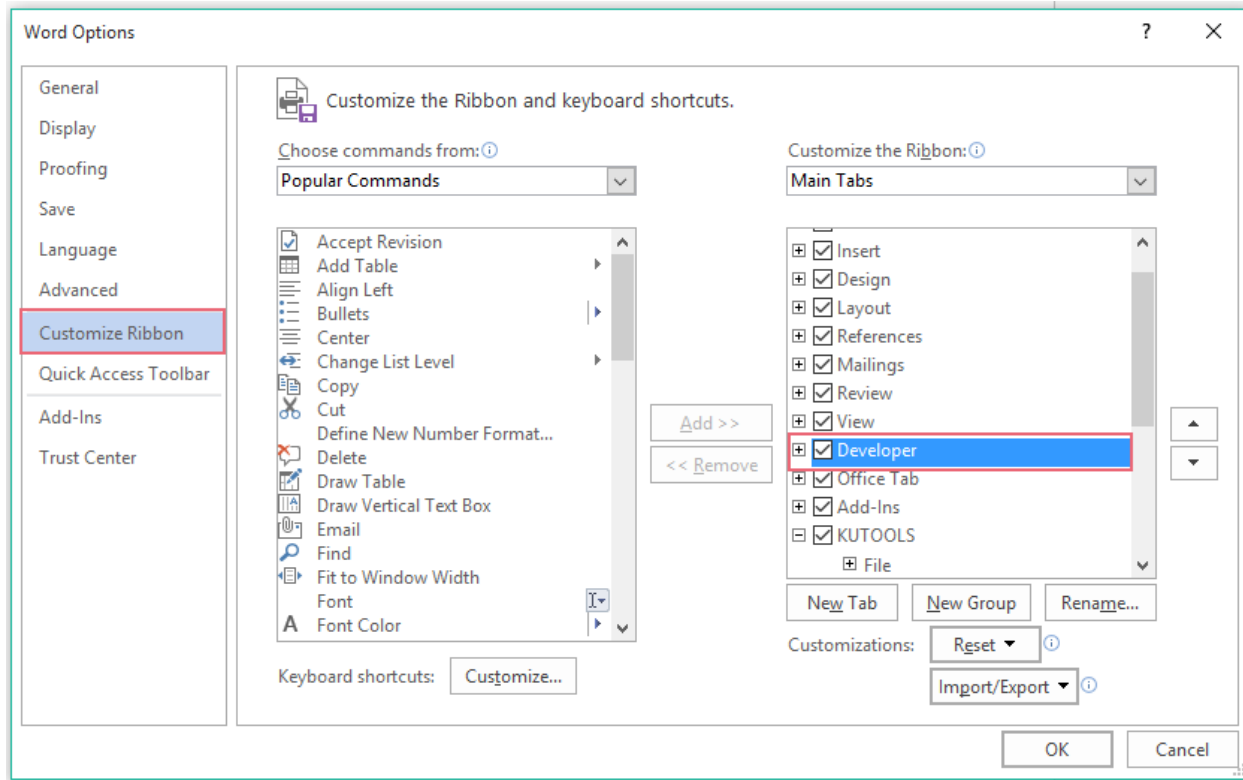 Word Options
?
General
Display
Proofing
Save
Language
Advanced
Customize Ribbon
Quick Access Toolbar
Add-Ins
Trust Center
Customize the Ribbon and keyboard shortcuts.
Choose commands from:
Popular Commands
Accept Revision
Add Table
Align Left
Bullets
Center
Change List Level
Copy
Cut
Define New Number Format...
Delete
Draw Table
Draw Vertical Text Box
Email
Find
Fit to Window Width
Font
Font Color
Keyboard shortcuts: Customize...
Add >>
<< Remove
Customize the Ribbon:
Main Tabs
Insert
Design
Layout
References
Mailings
Review
View
Developer
Office Tab
Add-Ins
KUTOOLS
File
New Tab New Group Rename...
Customizations: Reset
Import/Export
OK Cancel